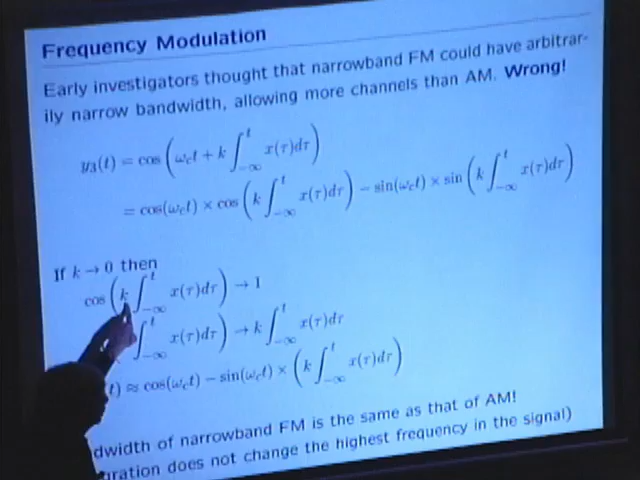 Frequency Modulation
Early investigators thought that narrowband FM could have arbitrar-
ily narrow bandwidth, allowing more channels than AM. Wrong!
y₃(t) = cos(ω_c t + k ∫_{-∞}^{t} x(τ)dτ)
= cos(ω_c t) × cos(k ∫_{-∞}^{t} x(τ)dτ) − sin(ω_c t) × sin(k ∫_{-∞}^{t} x(τ)dτ)
If k → 0 then
cos(k ∫_{-∞}^{t} x(τ)dτ) → 1
∫_{-∞}^{t} x(τ)dτ) → k ∫_{-∞}^{t} x(τ)dτ
(t) ≈ cos(ω_c t) − sin(ω_c t) × (k ∫_{-∞}^{t} x(τ)dτ)
dwidth of narrowband FM is the same as that of AM!
gration does not change the highest frequency in the signal)